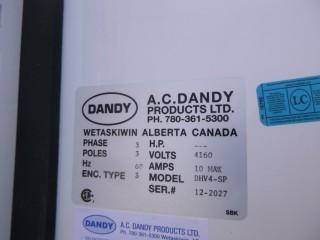 DANDY
A.C.DANDY
PRODUCTS LTD.
PH. 780-361-5300
WETASKIWIN ALBERTA CANADA
PHASE 3 H.P. ---
POLES 3 VOLTS 4160
Hz 60 AMPS 10 MAX
ENC. TYPE 3 MODEL DHV4-SP
SER.# 12-2027
SBK
LC
DANDY A.C. DANDY PRODUCTS LTD.